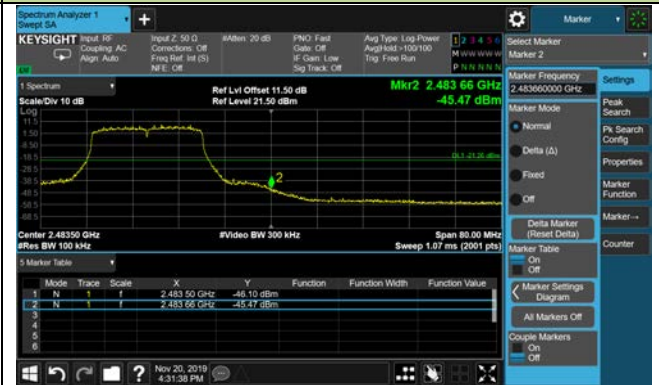 Spectrum Analyzer 1
Swept SA
+
Marker
KEYSIGHT
Input: RF
Coupling: AC
Align: Auto
Input Z: 50 Ω
Corrections: Off
Freq Ref: Int (S)
NFE: Off
#Atten: 20 dB
PNO: Fast
Gate: Off
IF Gain: Low
Sig Track: Off
Avg Type: Log-Power
Avg|Hold:>100/100
Trig: Free Run
1 2 3 4 5 6
M W W W W W
P N N N N N
Select Marker
Marker 2
Marker Frequency
2.483660000 GHz
Settings
1 Spectrum
Scale/Div 10 dB
Ref Lvl Offset 11.50 dB
Ref Level 21.50 dBm
Mkr2 2.483 66 GHz
-45.47 dBm
Log
11.5
1.50
-8.50
-18.5
-28.5
-38.5
-48.5
-58.5
-68.5
2
Center 2.48350 GHz
#Res BW 100 kHz
#Video BW 300 kHz
Span 80.00 MHz
Sweep 1.07 ms (2001 pts)
Marker Mode
Normal
Delta (Δ)
Fixed
Off
Delta Marker
(Reset Delta)
Marker Table
On
Off
Marker Settings
Diagram
All Markers Off
Couple Markers
On
Off
Peak
Search
Pk Search
Config
Properties
Marker
Function
Marker→
Counter
5 Marker Table
Mode Trace Scale X Y Function Function Width Function Value
1 N 1 f 2.483 50 GHz -46.10 dBm
2 N 1 f 2.483 66 GHz -45.47 dBm
3
4
5
6
?
Nov 20, 2019
4:31:38 PM